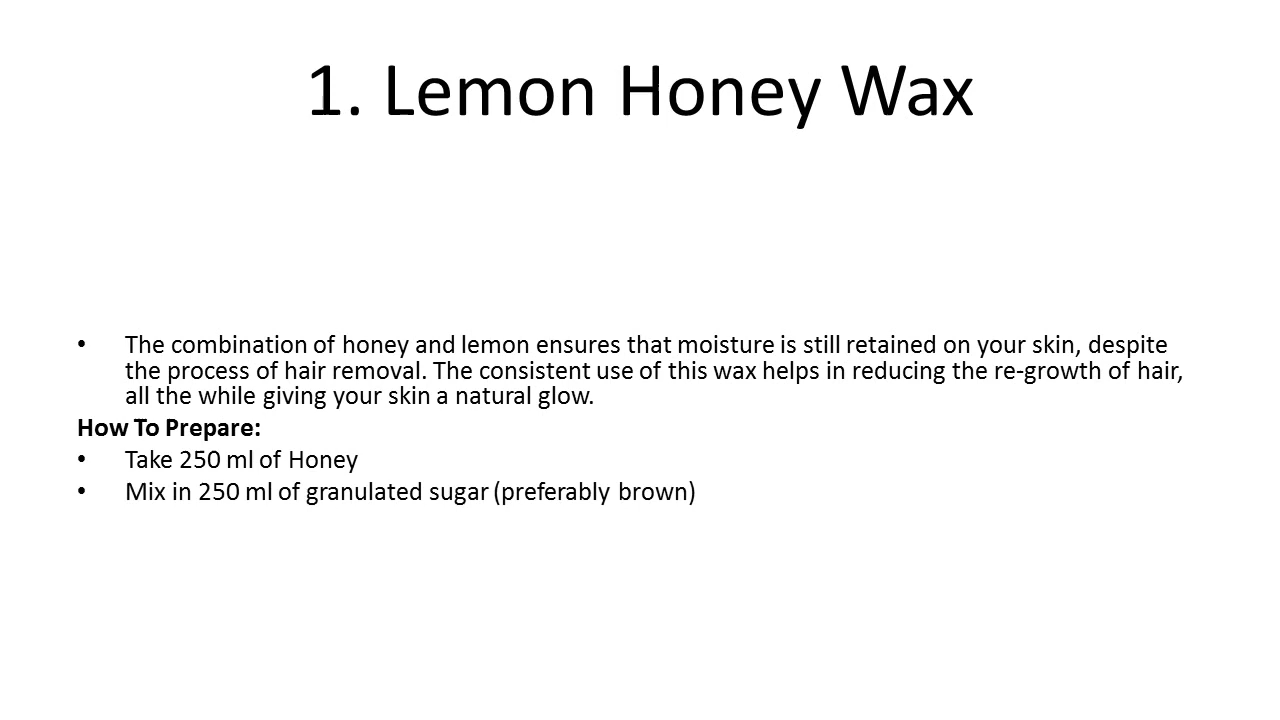 1. Lemon Honey Wax
• The combination of honey and lemon ensures that moisture is still retained on your skin, despite
the process of hair removal. The consistent use of this wax helps in reducing the re-growth of hair,
all the while giving your skin a natural glow.
How To Prepare:
• Take 250 ml of Honey
• Mix in 250 ml of granulated sugar (preferably brown)